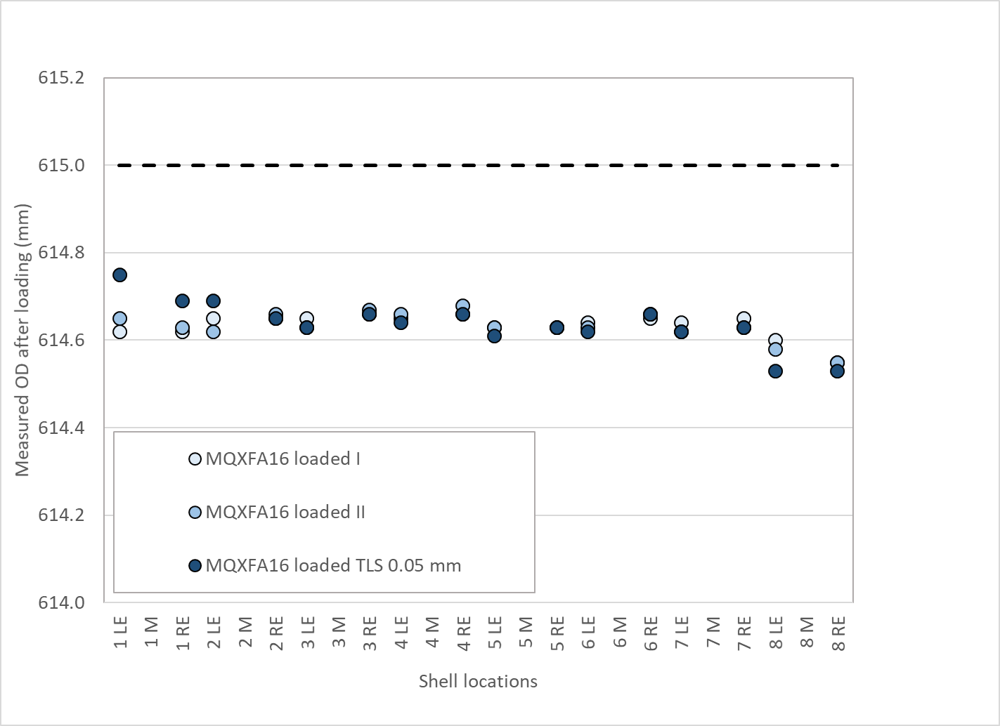 615.2
615.0
614.8
614.6
614.4
614.2
614.0
Measured OD after loading (mm)
MQXFA16 loaded I
MQXFA16 loaded II
MQXFA16 loaded TLS 0.05 mm
1 LE
1 M
1 RE
2 LE
2 M
2 RE
3 LE
3 M
3 RE
4 LE
4 M
4 RE
5 LE
5 M
5 RE
6 LE
6 M
6 RE
7 LE
7 M
7 RE
8 LE
8 M
8 RE
Shell locations